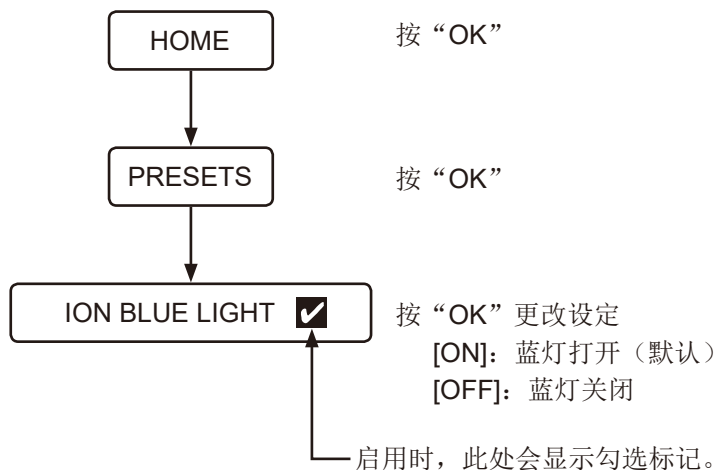 HOME 按“OK”
PRESETS 按“OK”
ION BLUE LIGHT ✔ 按“OK”更改设定
[ON]：蓝灯打开（默认）
[OFF]：蓝灯关闭
启用时，此处会显示勾选标记。